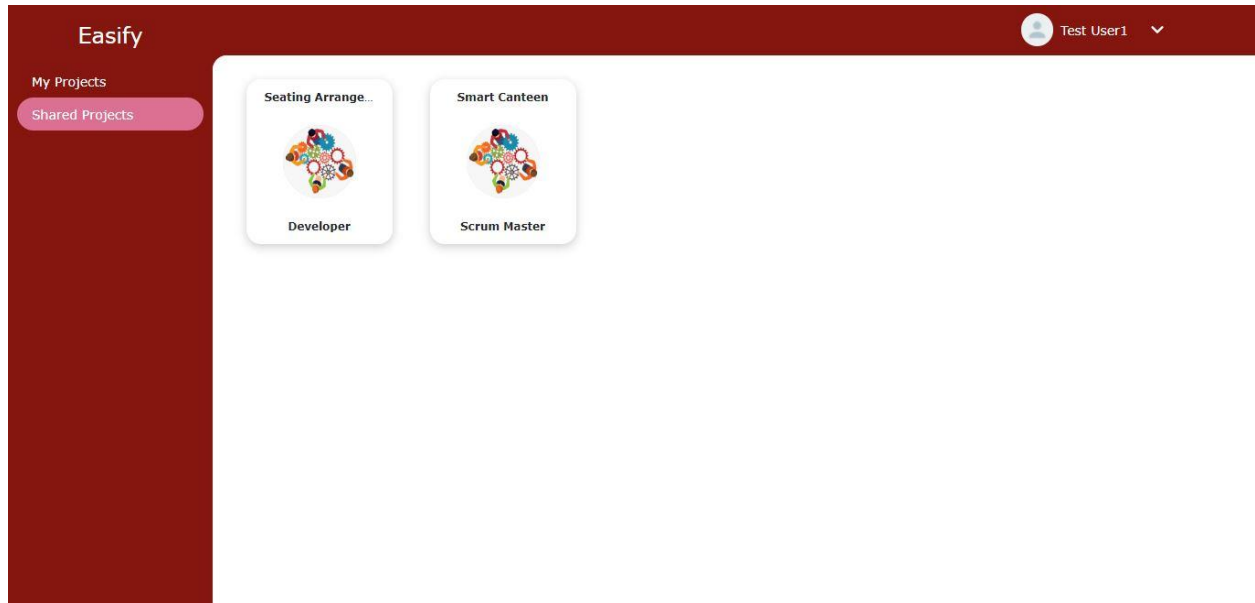 Easify
Test User1
My Projects
Shared Projects
Seating Arrange...
Smart Canteen
Developer
Scrum Master